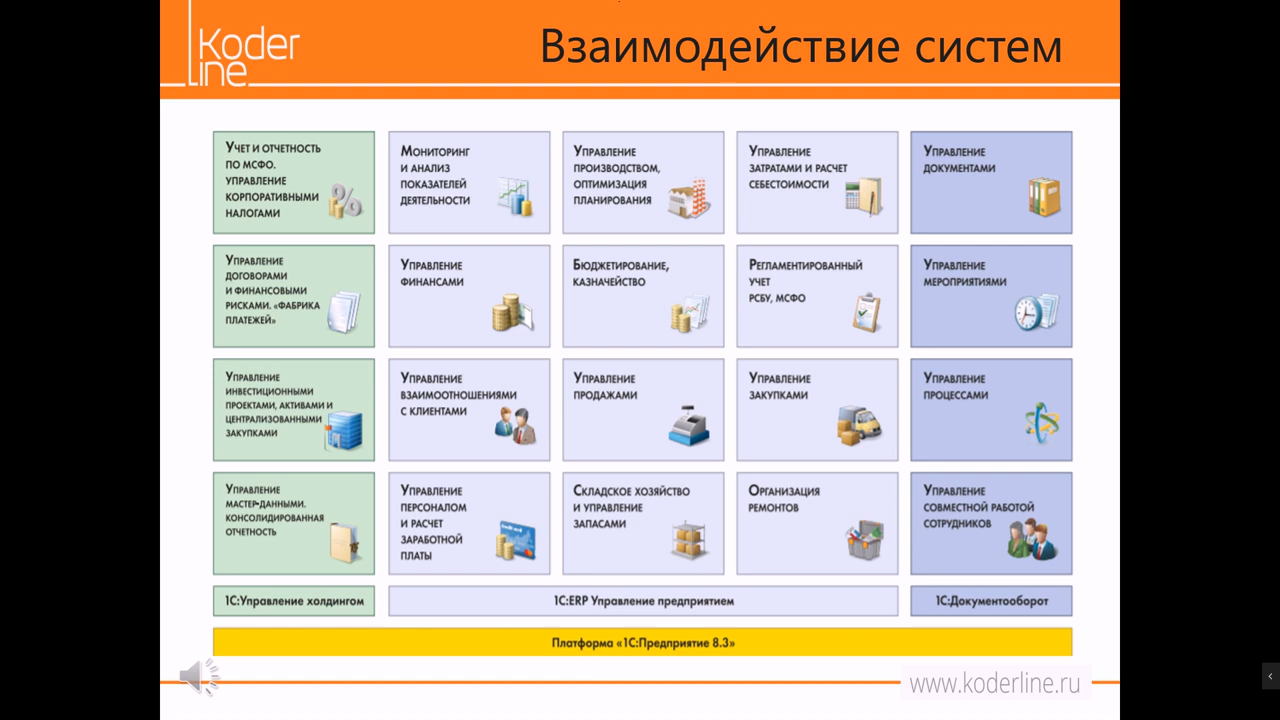 Koder
line
Взаимодействие систем
Учет и отчетность
по МСФО.
управление
корпоративными
налогами
Мониторинг
и анализ
показателей
деятельности
Управление
производством,
оптимизация
планирования
Управление
затратами и расчет
себестоимости
Управление
документами
Управление
договорами
и финансовыми
рисками. «Фабрика
платежей»
Управление
финансами
Бюджетирование,
казначейство
Регламентированный
учет
РСБУ, МСФО
Управление
мероприятиями
Управление
инвестиционными
проектами, активами и
централизованными
закупками
Управление
взаимоотношениями
с клиентами
Управление
продажами
Управление
закупками
Управление
процессами
Управление
мастер-данными.
консолидированная
отчетность
Управление
персоналом
и расчет
заработной
платы
Складское хозяйство
и управление
запасами
Организация
ремонтов
Управление
совместной работой
сотрудников
1С:Управление холдингом
1С:ERP Управление предприятием
1С:Документооборот
Платформа «1С:Предприятие 8.3»
www.koderline.ru